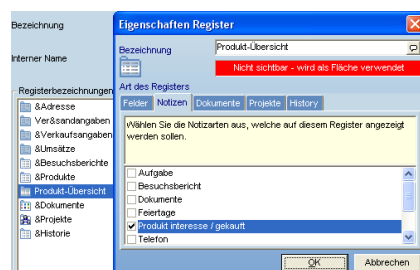 Bezeichnung
Interner Name
Registerbezeichnungen
&Adresse
Ver&sandangaben
&Verkaufsangaben
&Umsätze
&Besuchsberichte
&Produkte
Produkt-Übersicht
&Dokumente
&Projekte
&Historie
Eigenschaften Register
Bezeichnung
Produkt-Übersicht
Nicht sichtbar - wird als Fläche verwendet
Art des Registers
Felder Notizen Dokumente Projekte History
Wählen Sie die Notizarten aus, welche auf diesem Register angezeigt
werden sollen.
Aufgabe
Besuchsbericht
Dokumente
Feiertage
Produkt interesse / gekauft
Telefon
OK Abbrechen